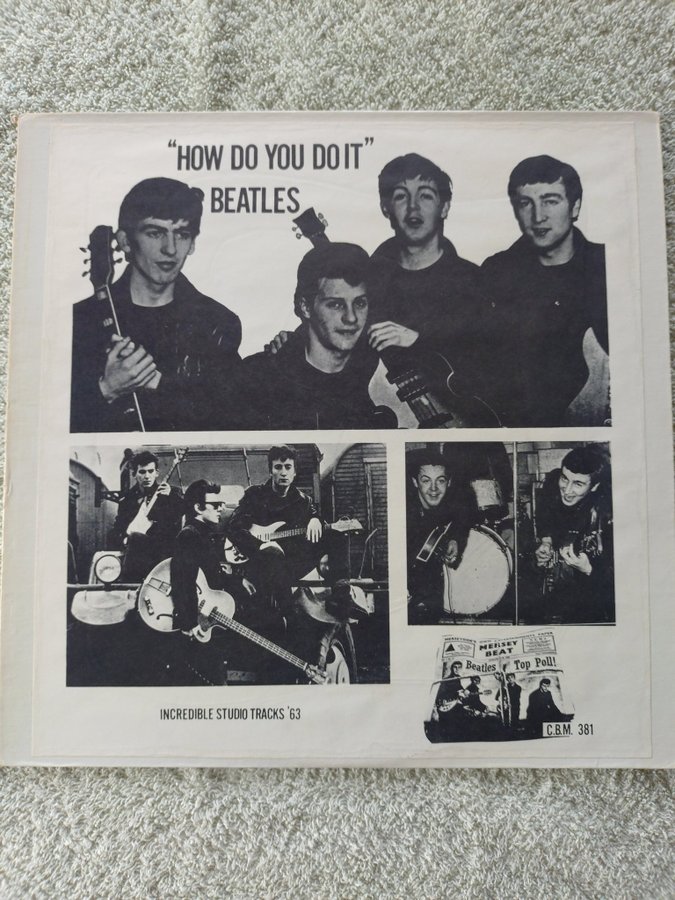 "HOW DO YOU DO IT"
BEATLES
MERSEY
BEAT
Beatles Top Poll!
INCREDIBLE STUDIO TRACKS '63
C.B.M. 381